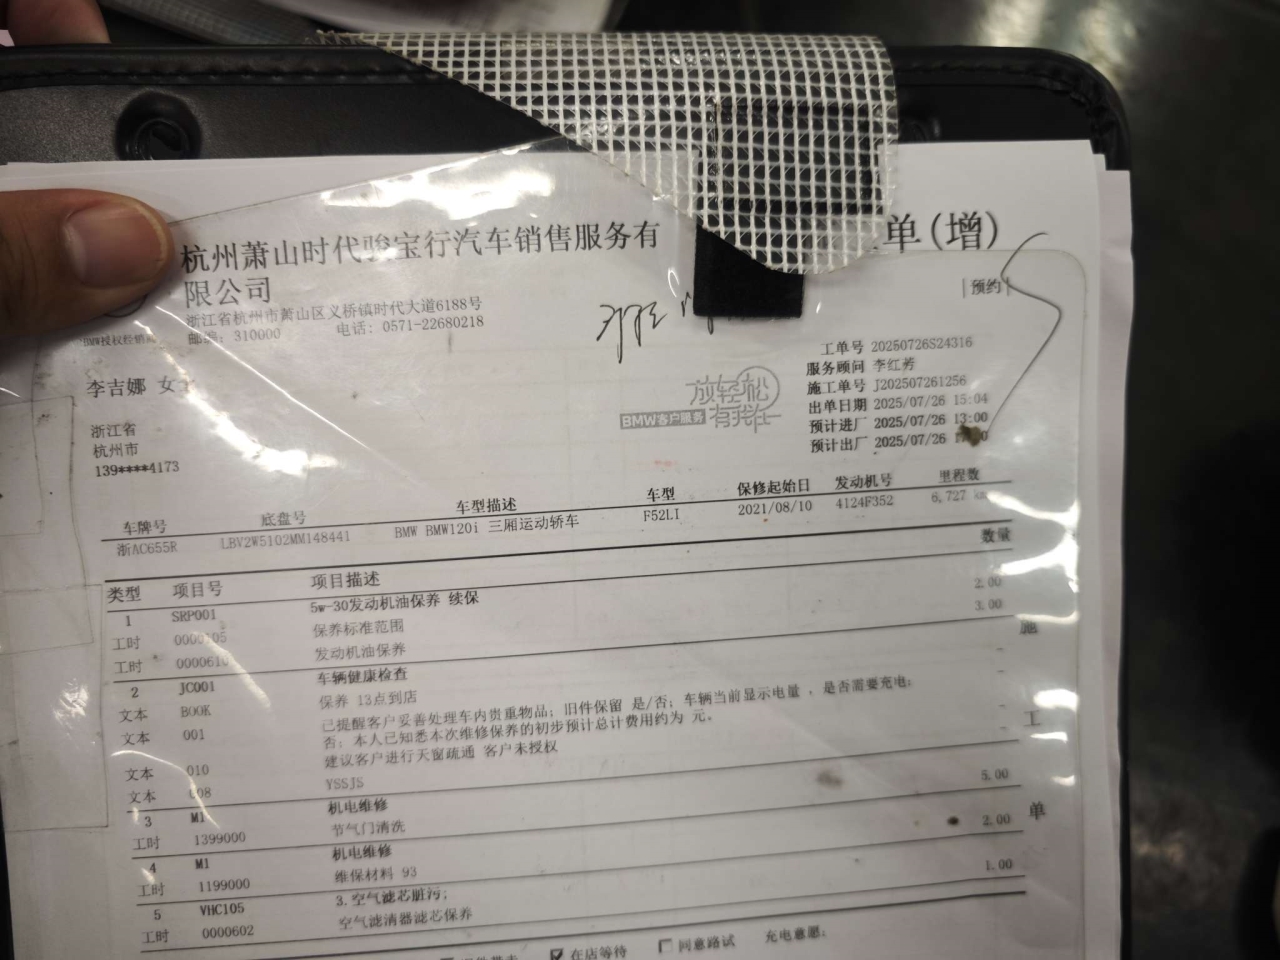 杭州萧山时代骏宝行汽车销售服务有
限公司
单(增)
浙江省杭州市萧山区义桥镇时代大道6188号
邮编: 310000 电话: 0571-22680218
BMW授权经销商
预约
李吉娜 女士
浙江省
杭州市
139****4173
放轻松
有我在
BMW客户服务
工单号 20250726S24316
服务顾问 李红芳
施工单号 J202507261256
出单日期 2025/07/26 15:04
预计进厂 2025/07/26 13:00
预计出厂 2025/07/26
车牌号 底盘号 车型描述 车型 保修起始日 发动机号 里程数
浙AC655R LBV2W5102MM148441 BMW BMW120i 三厢运动轿车 F52LI 2021/08/10 4124F352 6,727 km
类型 项目号 项目描述 数量
1 SRP001 5w-30发动机油保养 续保
工时 0000105 保养标准范围 2.00
工时 0000610 发动机油保养 3.00
2 JC001 车辆健康检查
文本 BOOK 保养 13点到店 -
文本 001 已提醒客户妥善处理车内贵重物品; 旧件保留 是/否; 车辆当前显示电量 , 是否需要充电: -
否; 本人已知悉本次维修保养的初步预计总计费用约为 元。
文本 010 建议客户进行天窗疏通 客户未授权 -
文本 008 YSSJS -
3 M1 机电维修
工时 1399000 节气门清洗 5.00
4 M1 机电维修
工时 1199000 维保材料 93 2.00
5 VHC105 3.空气滤芯脏污;
工时 0000602 空气滤清器滤芯保养 1.00
施
工
单
在店等待 同意路试 充电意愿: